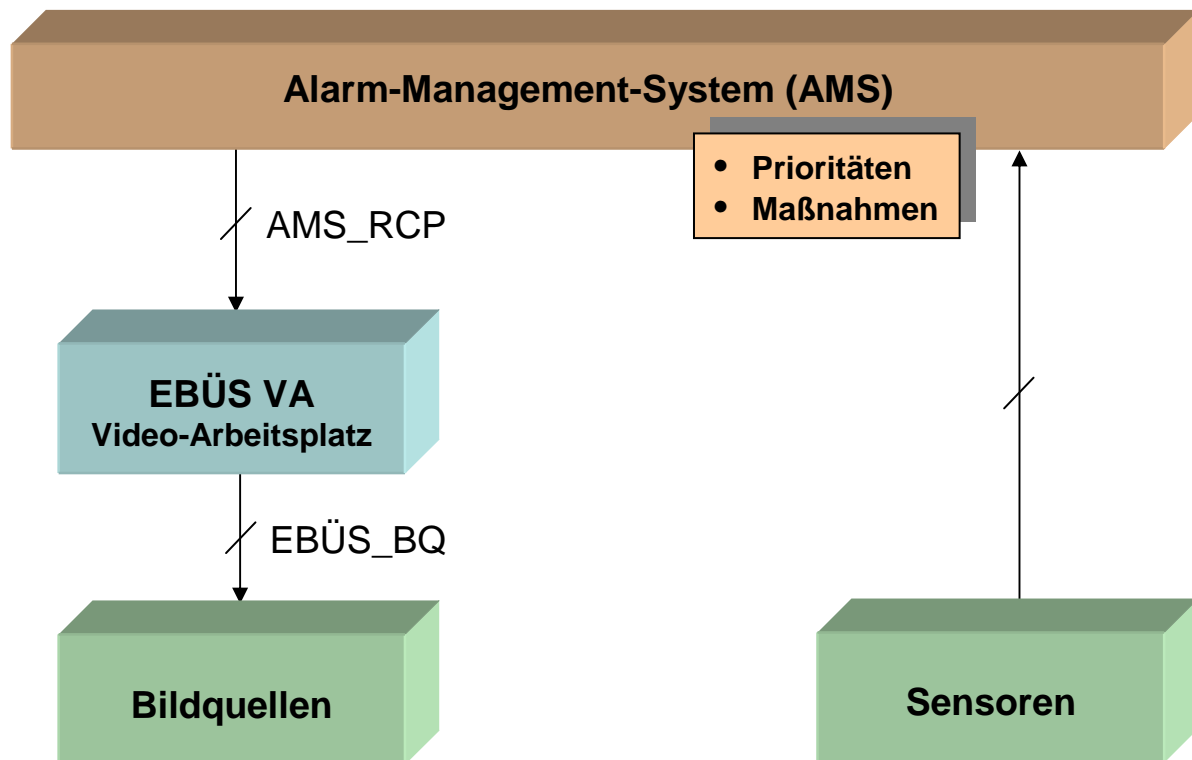 Alarm-Management-System (AMS)
• Prioritäten
• Maßnahmen
AMS_RCP
EBÜS VA
Video-Arbeitsplatz
EBÜS_BQ
Bildquellen
Sensoren